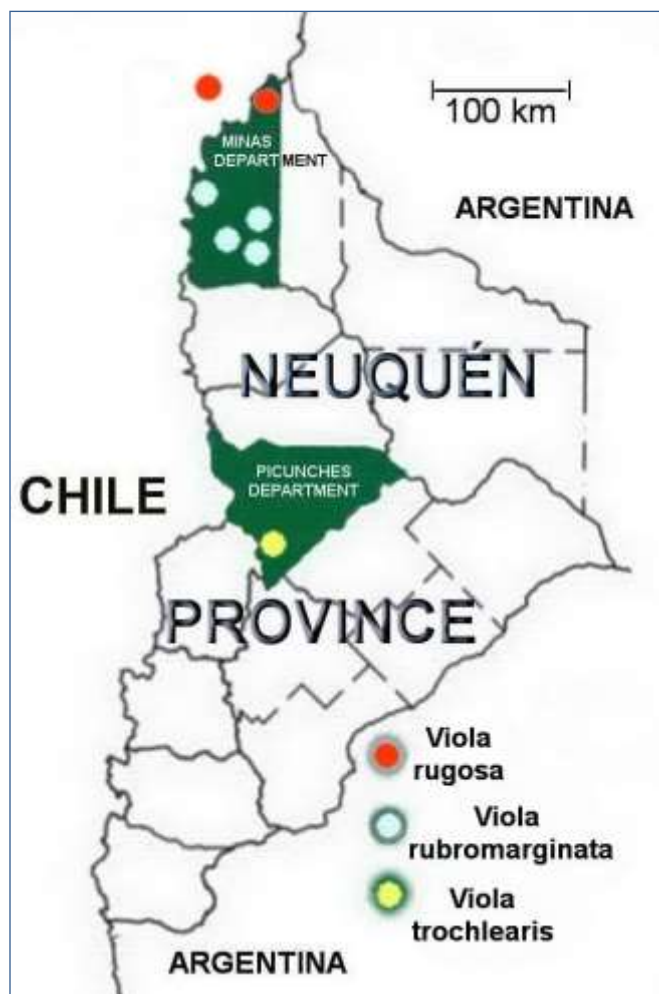 100 km
MINAS
DEPARTMENT
ARGENTINA
NEUQUÉN
PICUNCHES
DEPARTMENT
CHILE
PROVINCE
Viola
rugosa
Viola
rubromarginata
Viola
trochlearis
ARGENTINA